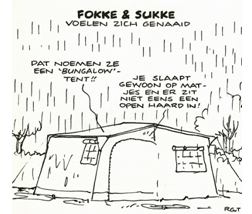 FOKKE & SUKKE
VOELEN ZICH GENAAID
DAT NOEMEN ZE
EEN 'BUNGALOW'-
TENT!!
JE SLAAPT
GEWOON OP MAT-
JES EN ER ZIT
NIET EENS EEN
OPEN HAARD IN!
RGT